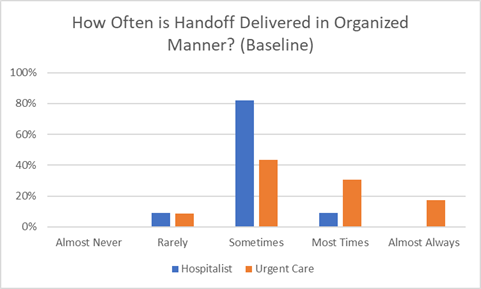 How Often is Handoff Delivered in Organized
Manner? (Baseline)
100%
80%
60%
40%
20%
0%
Almost Never Rarely Sometimes Most Times Almost Always
Hospitalist Urgent Care